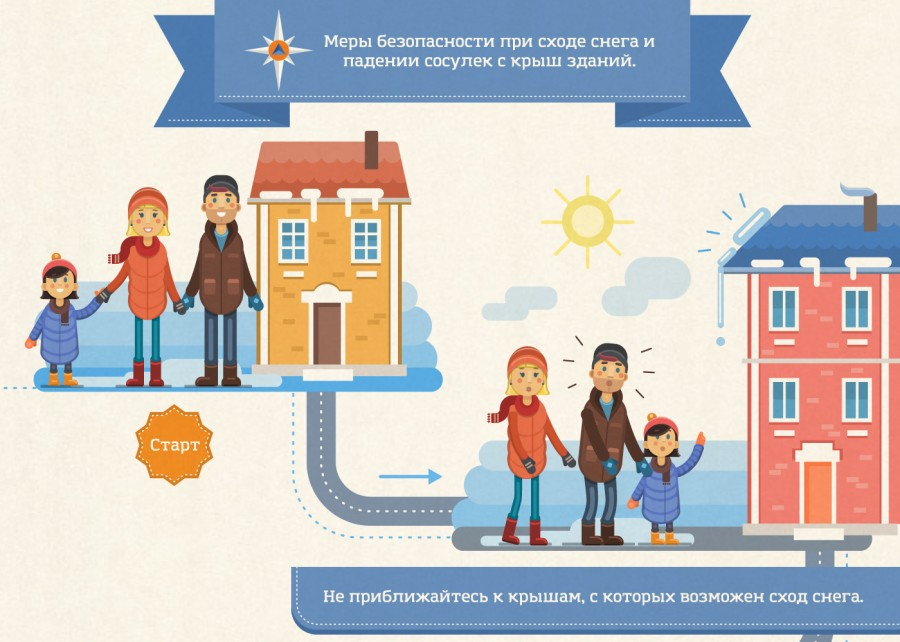 Меры безопасности при сходе снега и
падении сосулек с крыш зданий.
Старт
Не приближайтесь к крышам, с которых возможен сход снега.